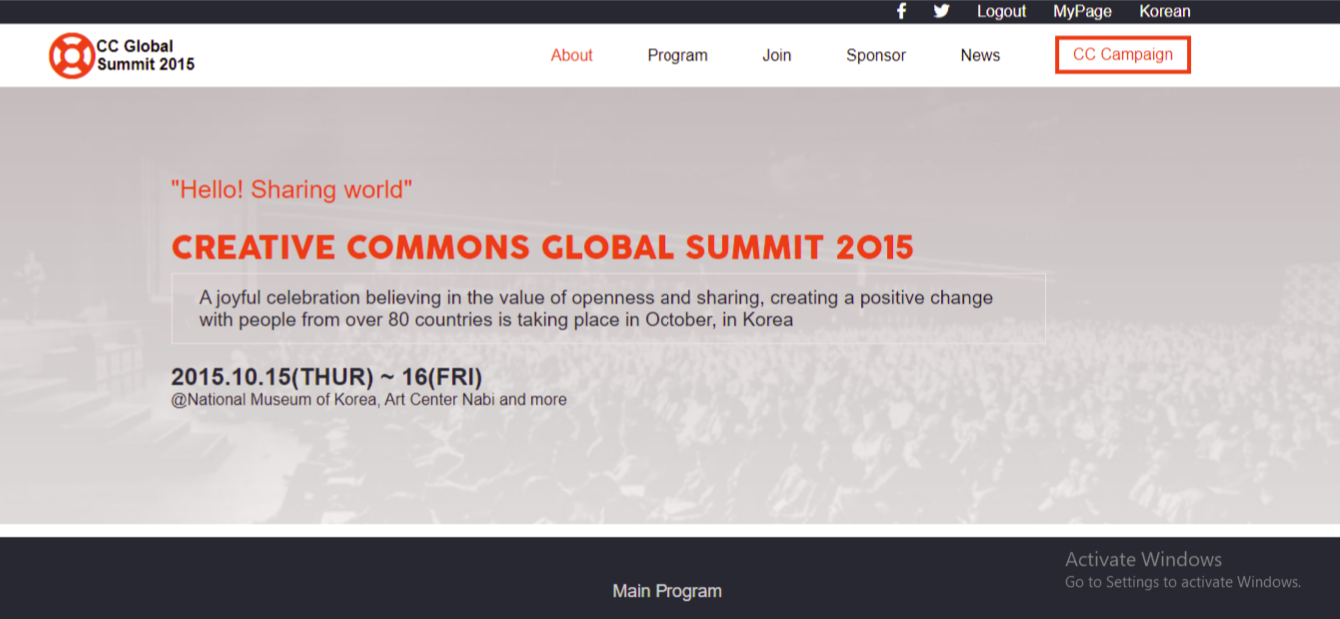 Logout MyPage Korean
CC Global
Summit 2015
About Program Join Sponsor News CC Campaign
"Hello! Sharing world"
CREATIVE COMMONS GLOBAL SUMMIT 2015
A joyful celebration believing in the value of openness and sharing, creating a positive change
with people from over 80 countries is taking place in October, in Korea
2015.10.15(THUR) ~ 16(FRI)
@National Museum of Korea, Art Center Nabi and more
Main Program
Activate Windows
Go to Settings to activate Windows.